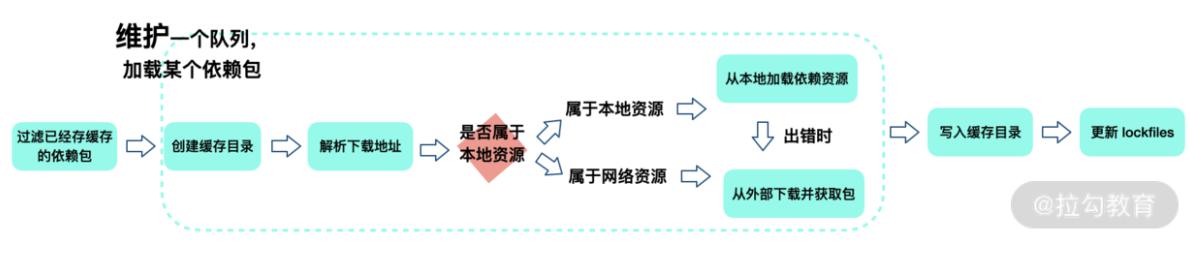 维护一个队列，
加载某个依赖包
过滤已经存缓存
的依赖包
创建缓存目录
解析下载地址
是否属于
本地资源
属于本地资源
属于网络资源
从本地加载依赖资源
出错时
从外部下载并获取包
写入缓存目录
更新 lockfiles
@拉勾教育